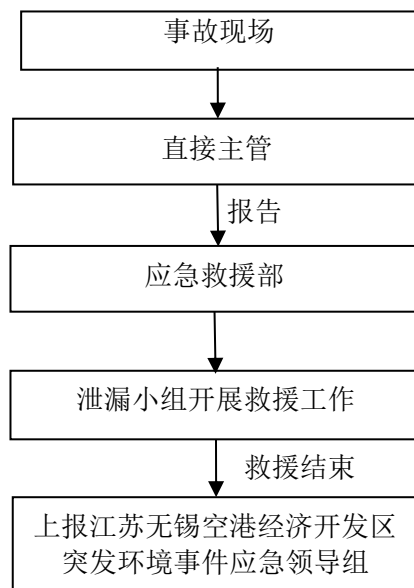 事故现场
直接主管
报告
应急救援部
泄漏小组开展救援工作
救援结束
上报江苏无锡空港经济开发区
突发环境事件应急领导组